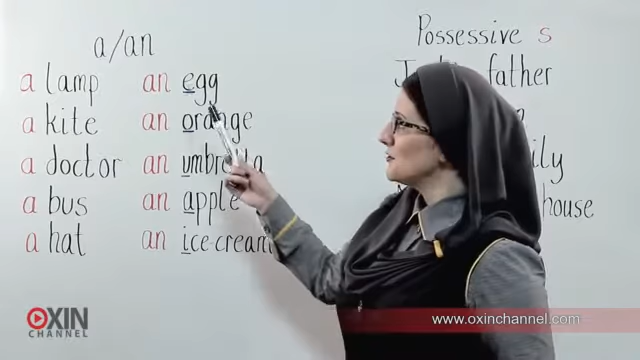 a/an
a lamp
a kite
a doctor
a bus
a hat
an egg
an orange
an umbrella
an apple
an ice-cream
Possessive s
father
house
OXIN
CHANNEL
www.oxinchannel.com